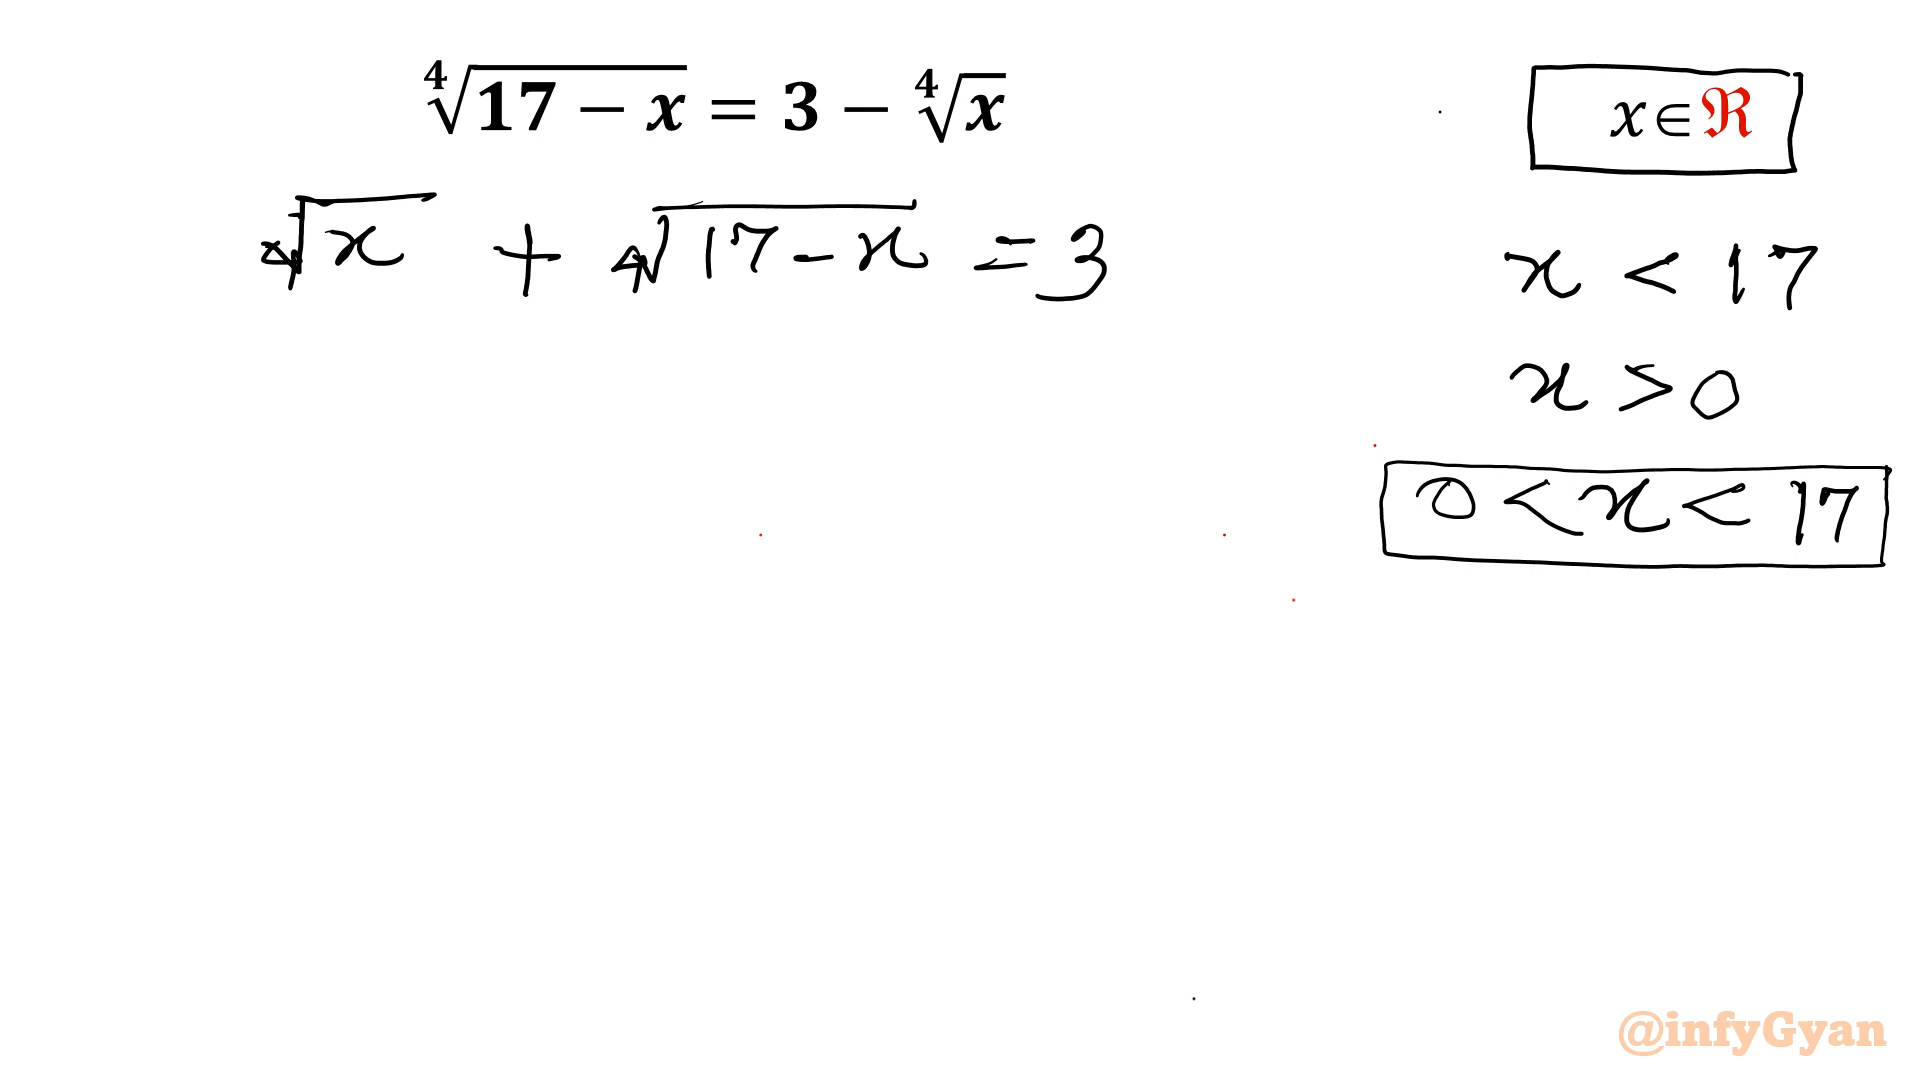 ∜(17 − x) = 3 − ∜x
x ∈ ℜ
∜x + ∜(17 − x) = 3
x < 17
x > 0
0 < x < 17
@infyGyan